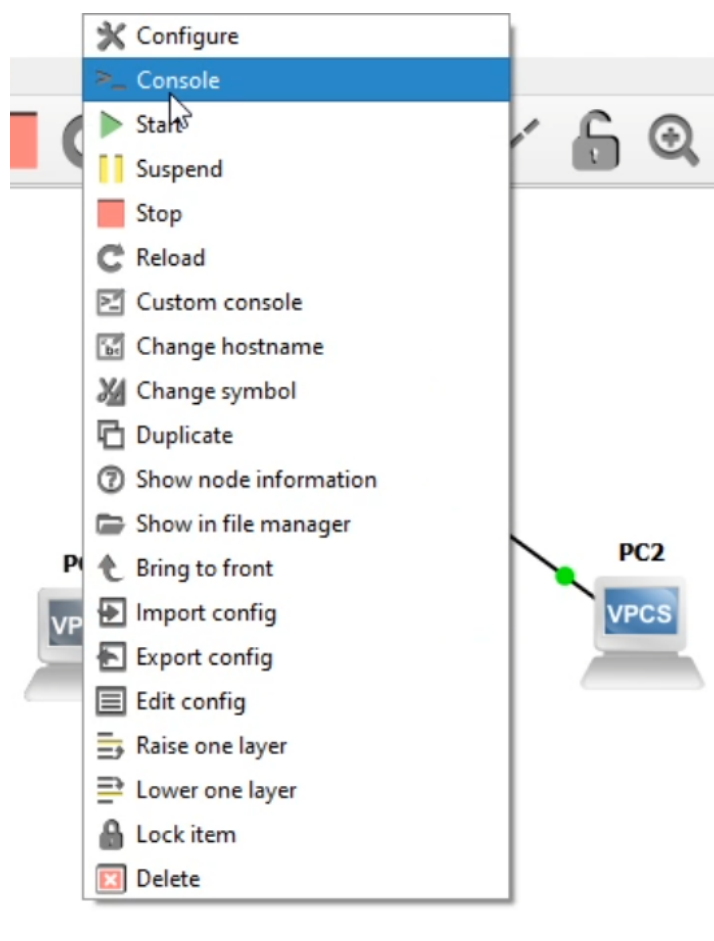 Configure
Console
Start
Suspend
Stop
Reload
Custom console
Change hostname
Change symbol
Duplicate
Show node information
Show in file manager
Bring to front
Import config
Export config
Edit config
Raise one layer
Lower one layer
Lock item
Delete
P
VP
PC2
VPCS